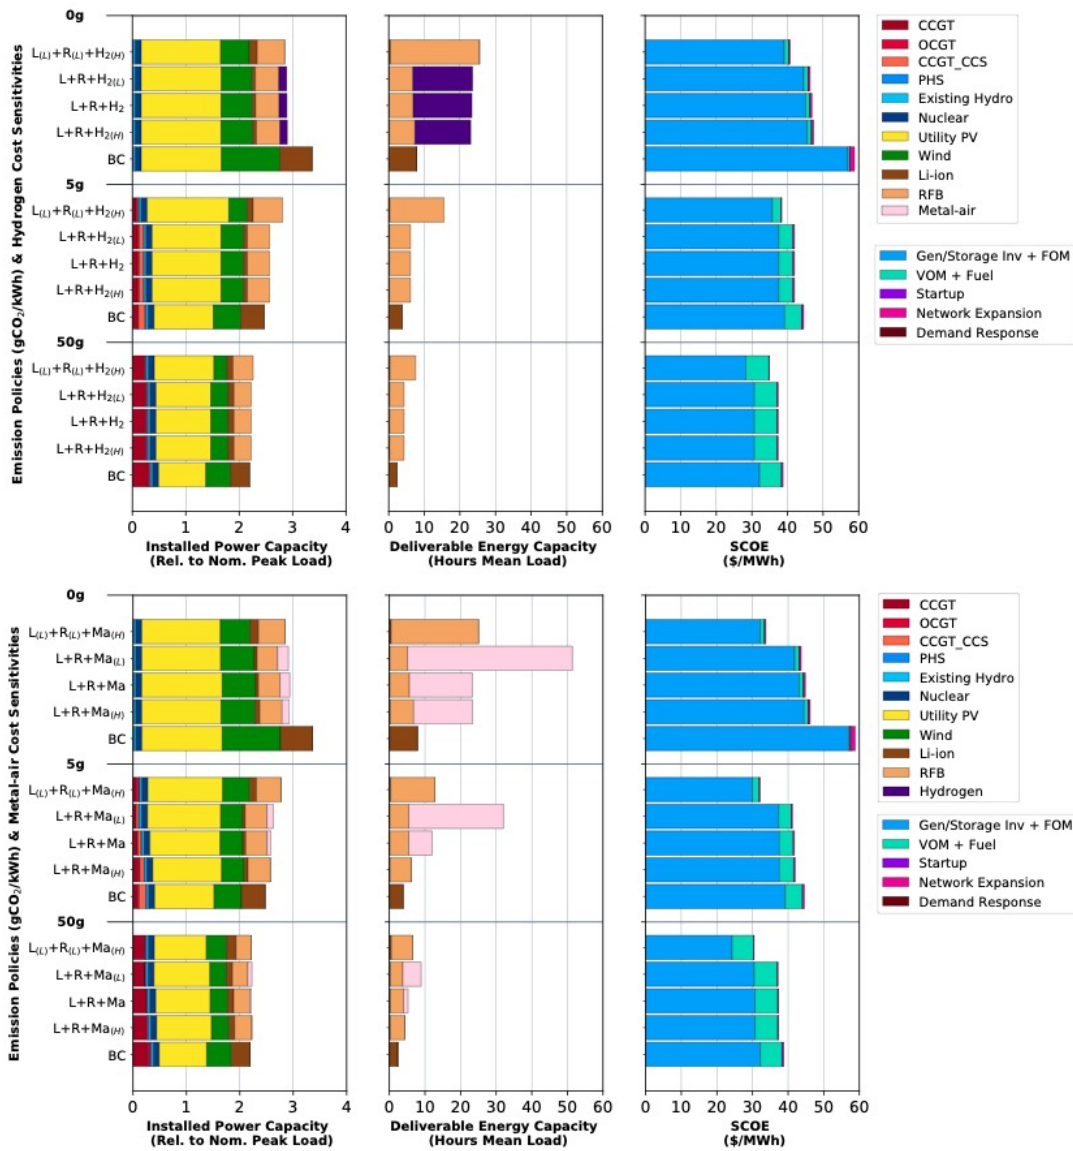 Emission Policies (gCO₂/kWh) & Hydrogen Cost Sensitivities
0g
L(L)+R(L)+H2(H)
L+R+H2(L)
L+R+H2
L+R+H2(H)
BC
5g
L(L)+R(L)+H2(H)
L+R+H2(L)
L+R+H2
L+R+H2(H)
BC
50g
L(L)+R(L)+H2(H)
L+R+H2(L)
L+R+H2
L+R+H2(H)
BC
0 1 2 3 4
Installed Power Capacity
(Rel. to Nom. Peak Load)
0 10 20 30 40 50 60
Deliverable Energy Capacity
(Hours Mean Load)
0 10 20 30 40 50 60
SCOE
($/MWh)
CCGT
OCGT
CCGT_CCS
PHS
Existing Hydro
Nuclear
Utility PV
Wind
Li-ion
RFB
Metal-air
Gen/Storage Inv + FOM
VOM + Fuel
Startup
Network Expansion
Demand Response
Emission Policies (gCO₂/kWh) & Metal-air Cost Sensitivities
0g
L(L)+R(L)+Ma(H)
L+R+Ma(L)
L+R+Ma
L+R+Ma(H)
BC
5g
L(L)+R(L)+Ma(H)
L+R+Ma(L)
L+R+Ma
L+R+Ma(H)
BC
50g
L(L)+R(L)+Ma(H)
L+R+Ma(L)
L+R+Ma
L+R+Ma(H)
BC
0 1 2 3 4
Installed Power Capacity
(Rel. to Nom. Peak Load)
0 10 20 30 40 50 60
Deliverable Energy Capacity
(Hours Mean Load)
0 10 20 30 40 50 60
SCOE
($/MWh)
CCGT
OCGT
CCGT_CCS
PHS
Existing Hydro
Nuclear
Utility PV
Wind
Li-ion
RFB
Hydrogen
Gen/Storage Inv + FOM
VOM + Fuel
Startup
Network Expansion
Demand Response